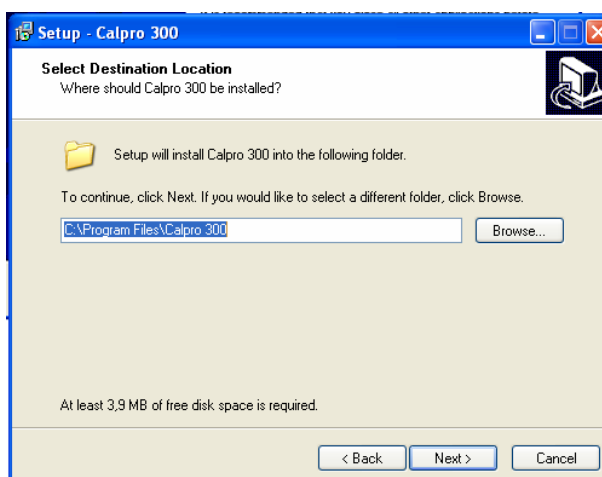 Setup - Calpro 300
Select Destination Location
Where should Calpro 300 be installed?
Setup will install Calpro 300 into the following folder.
To continue, click Next. If you would like to select a different folder, click Browse.
C:\Program Files\Calpro 300
Browse...
At least 3,9 MB of free disk space is required.
< Back
Next >
Cancel